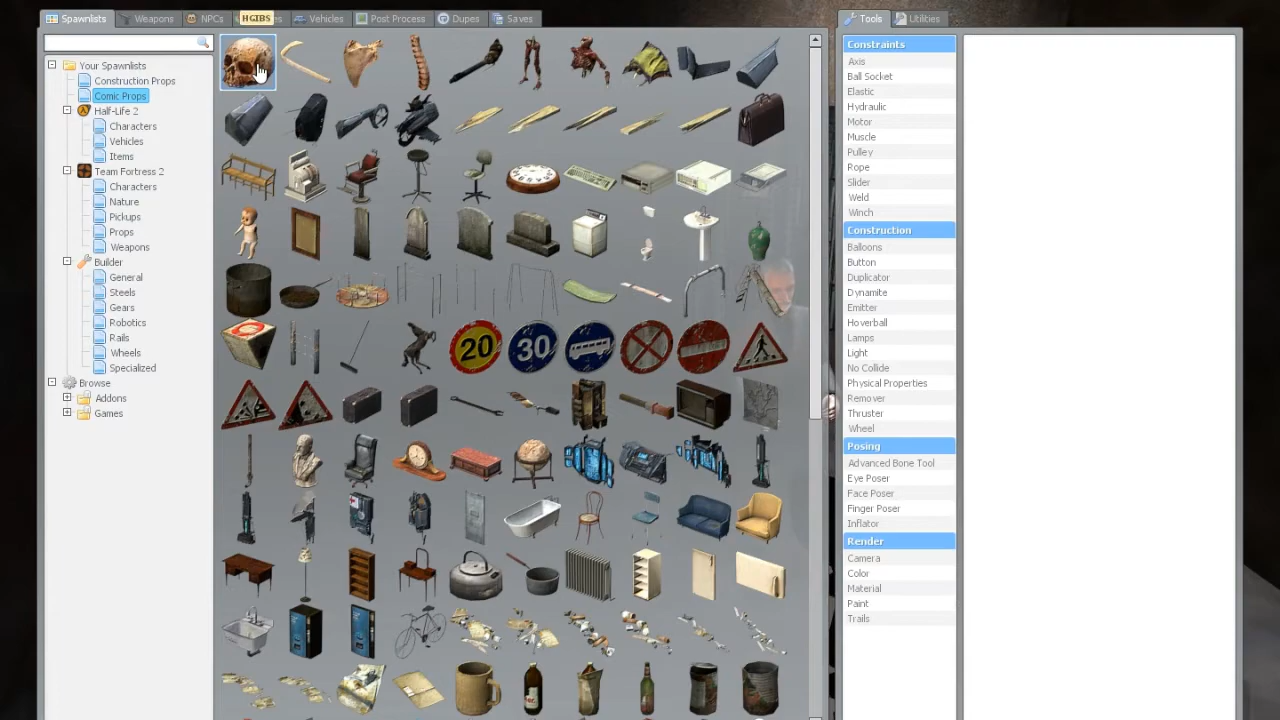 Spawnlists
Weapons
NPCs
HGIBS
Vehicles
Post Process
Dupes
Saves
Tools
Utilities
Your Spawnlists
Construction Props
Comic Props
Half-Life 2
Characters
Vehicles
Items
Team Fortress 2
Characters
Nature
Pickups
Props
Weapons
Builder
General
Steels
Gears
Robotics
Rails
Wheels
Specialized
Browse
Addons
Games
20
30
Constraints
Axis
Ball Socket
Elastic
Hydraulic
Motor
Muscle
Pulley
Rope
Slider
Weld
Winch
Construction
Balloons
Button
Duplicator
Dynamite
Emitter
Hoverball
Lamps
Light
No Collide
Physical Properties
Remover
Thruster
Wheel
Posing
Advanced Bone Tool
Eye Poser
Face Poser
Finger Poser
Inflator
Render
Camera
Color
Material
Paint
Trails